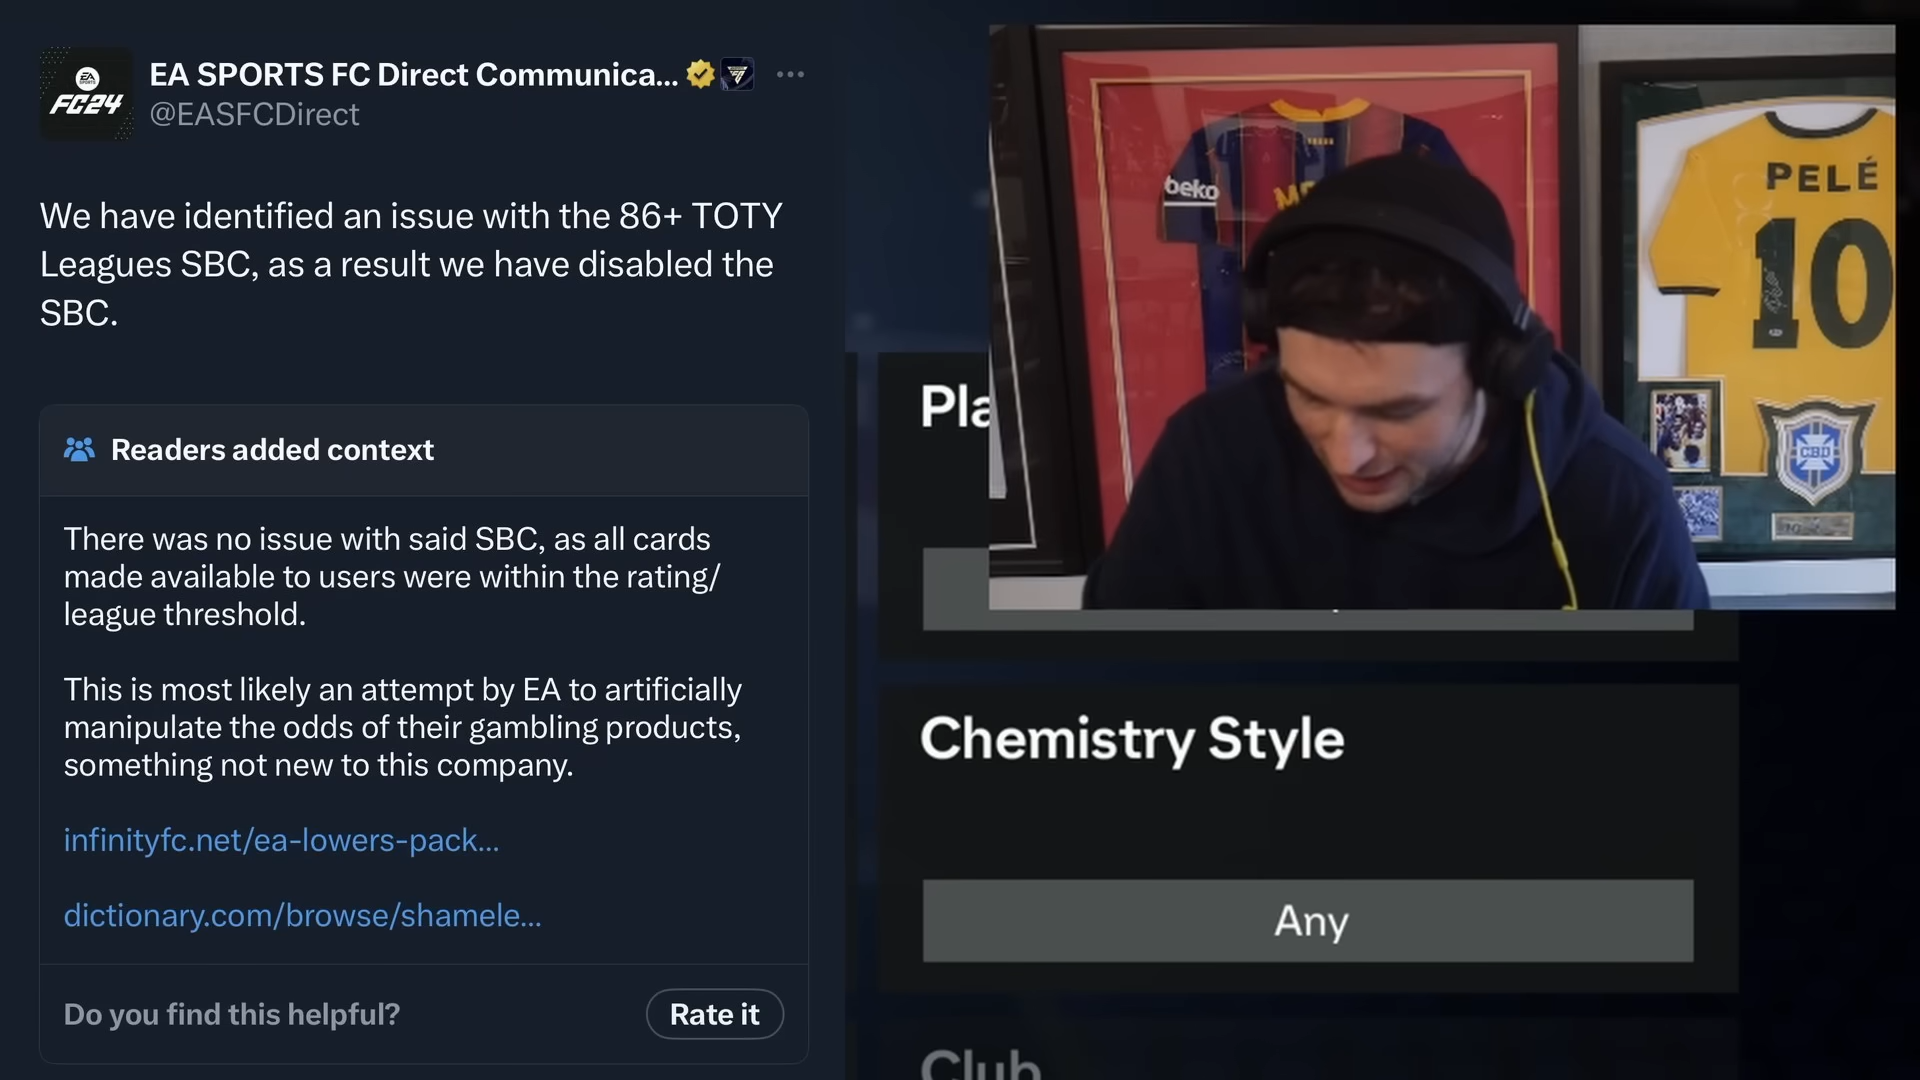 EA SPORTS FC Direct Communica...
@EASFCDirect
EA
SPORTS
FC24
We have identified an issue with the 86+ TOTY
Leagues SBC, as a result we have disabled the
SBC.
Readers added context
There was no issue with said SBC, as all cards
made available to users were within the rating/
league threshold.
This is most likely an attempt by EA to artificially
manipulate the odds of their gambling products,
something not new to this company.
infinityfc.net/ea-lowers-pack...
dictionary.com/browse/shamele...
Do you find this helpful?
Rate it
beko
PELÉ
10
CBD
Pla
Chemistry Style
Any
Club